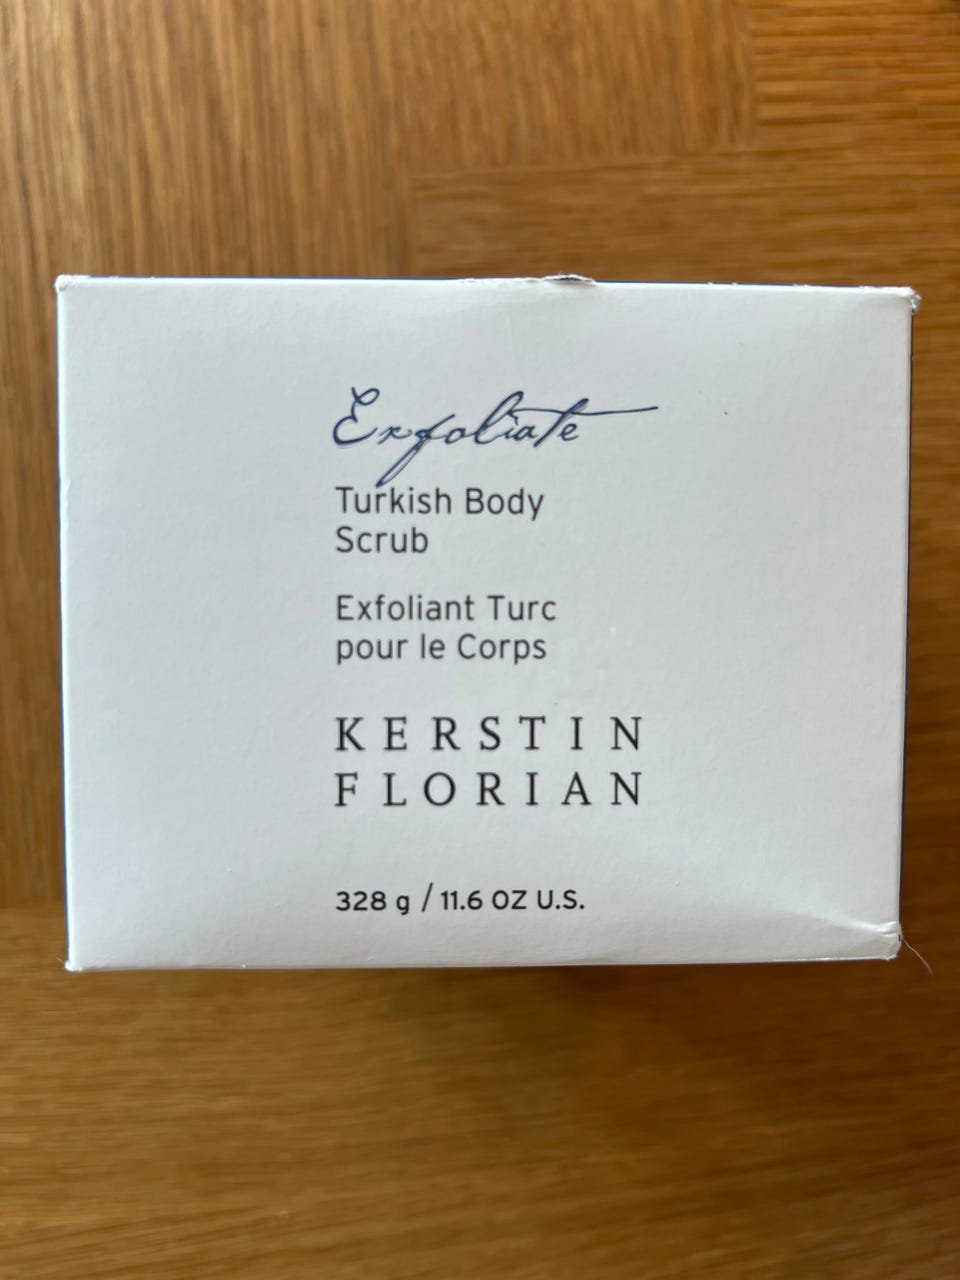 Exfoliate
Turkish Body
Scrub
Exfoliant Turc
pour le Corps
KERSTIN
FLORIAN
328 g / 11.6 OZ U.S.